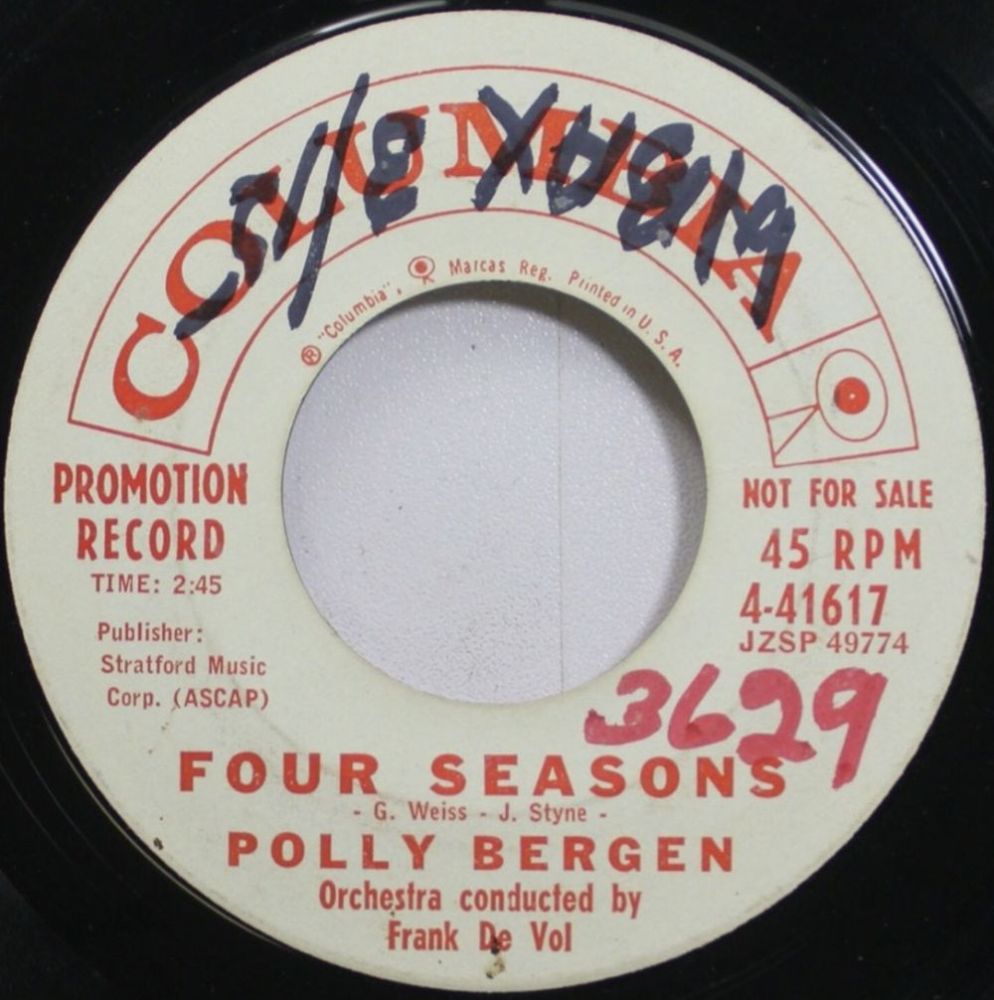 COLUMBIA
® "Columbia", Marcas Reg. Printed in U. S. A.
PROMOTION
RECORD
TIME: 2:45
Publisher:
Stratford Music
Corp. (ASCAP)
NOT FOR SALE
45 RPM
4-41617
JZSP 49774
3629
FOUR SEASONS
- G. Weiss - J. Styne -
POLLY BERGEN
Orchestra conducted by
Frank De Vol